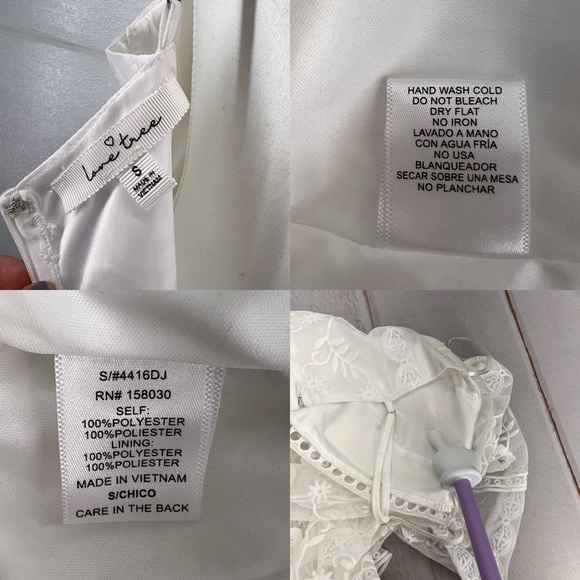 love tree
S
MADE IN
VIETNAM
HAND WASH COLD
DO NOT BLEACH
DRY FLAT
NO IRON
LAVADO A MANO
CON AGUA FRÍA
NO USA
BLANQUEADOR
SECAR SOBRE UNA MESA
NO PLANCHAR
S/#4416DJ
RN# 158030
SELF:
100%POLYESTER
100%POLIESTER
LINING:
100%POLYESTER
100%POLIESTER
MADE IN VIETNAM
S/CHICO
CARE IN THE BACK